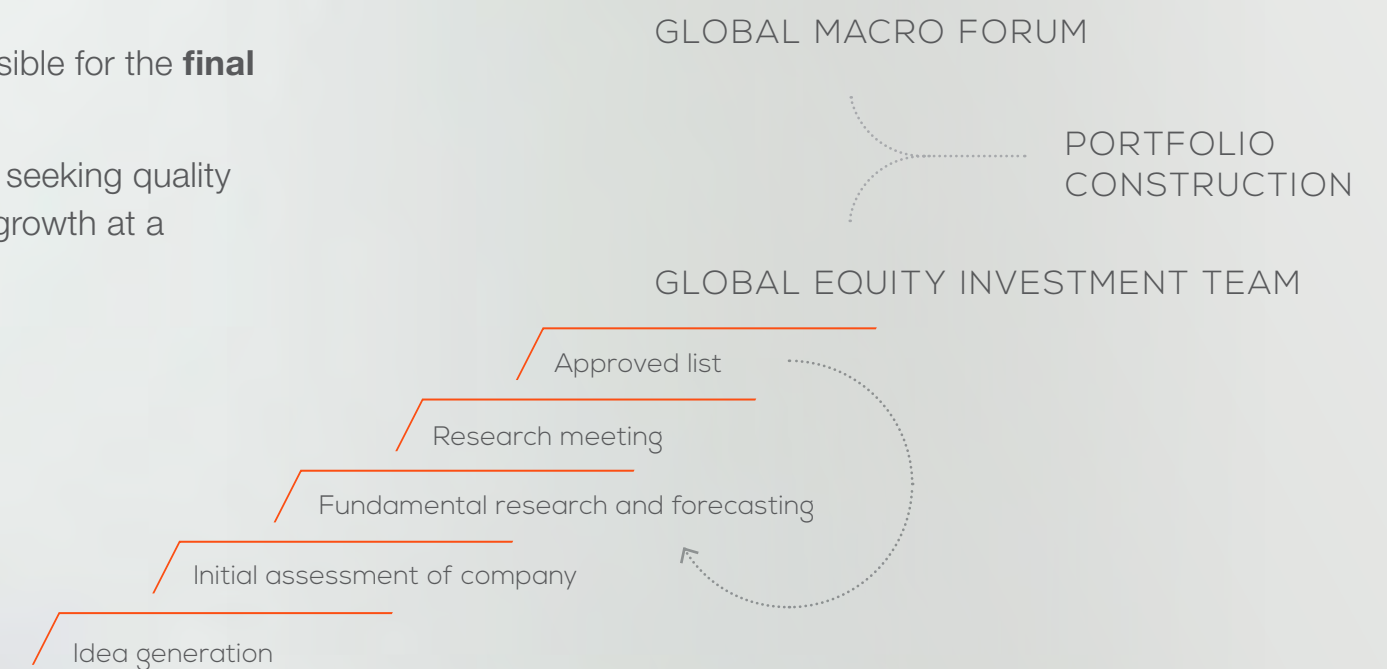 sible for the final
seeking quality
growth at a
GLOBAL MACRO FORUM
PORTFOLIO
CONSTRUCTION
GLOBAL EQUITY INVESTMENT TEAM
Approved list
Research meeting
Fundamental research and forecasting
Initial assessment of company
Idea generation